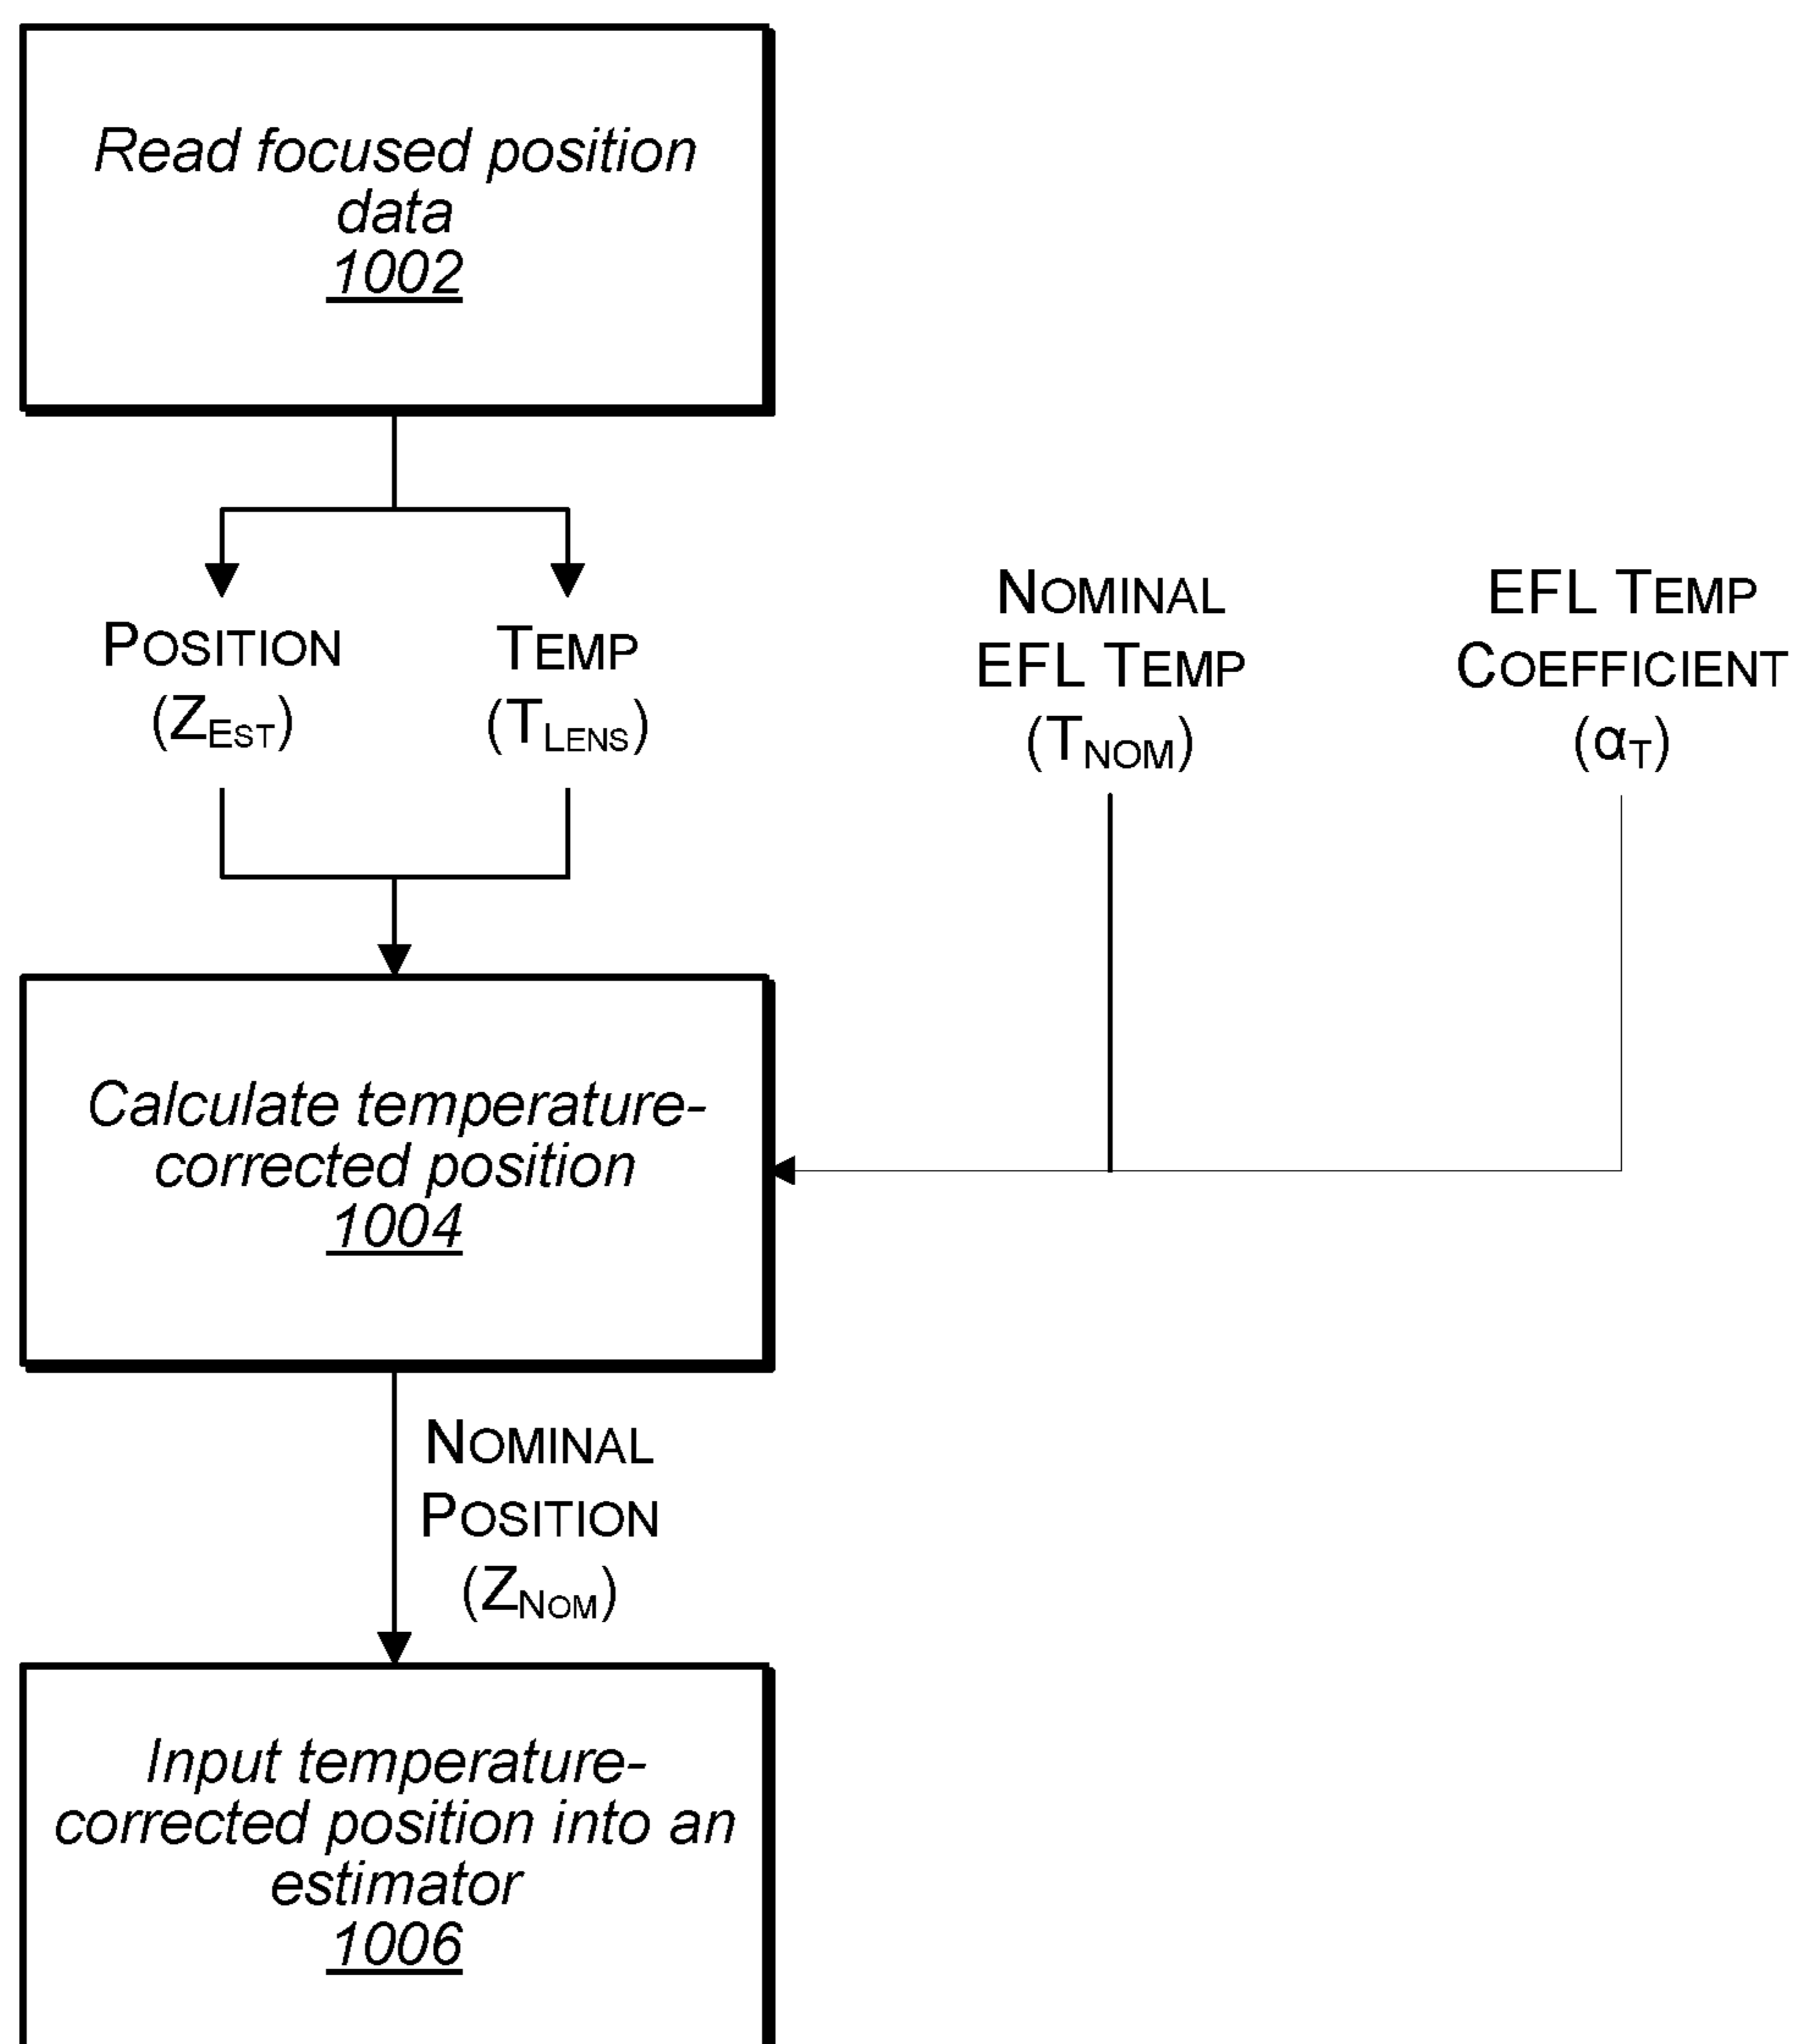 Read focused position
data
1002
POSITION
(ZEST)
TEMP
(TLENS)
NOMINAL
EFL TEMP
(TNOM)
EFL TEMP
COEFFICIENT
(αT)
Calculate temperature-
corrected position
1004
NOMINAL
POSITION
(ZNOM)
Input temperature-
corrected position into an
estimator
1006